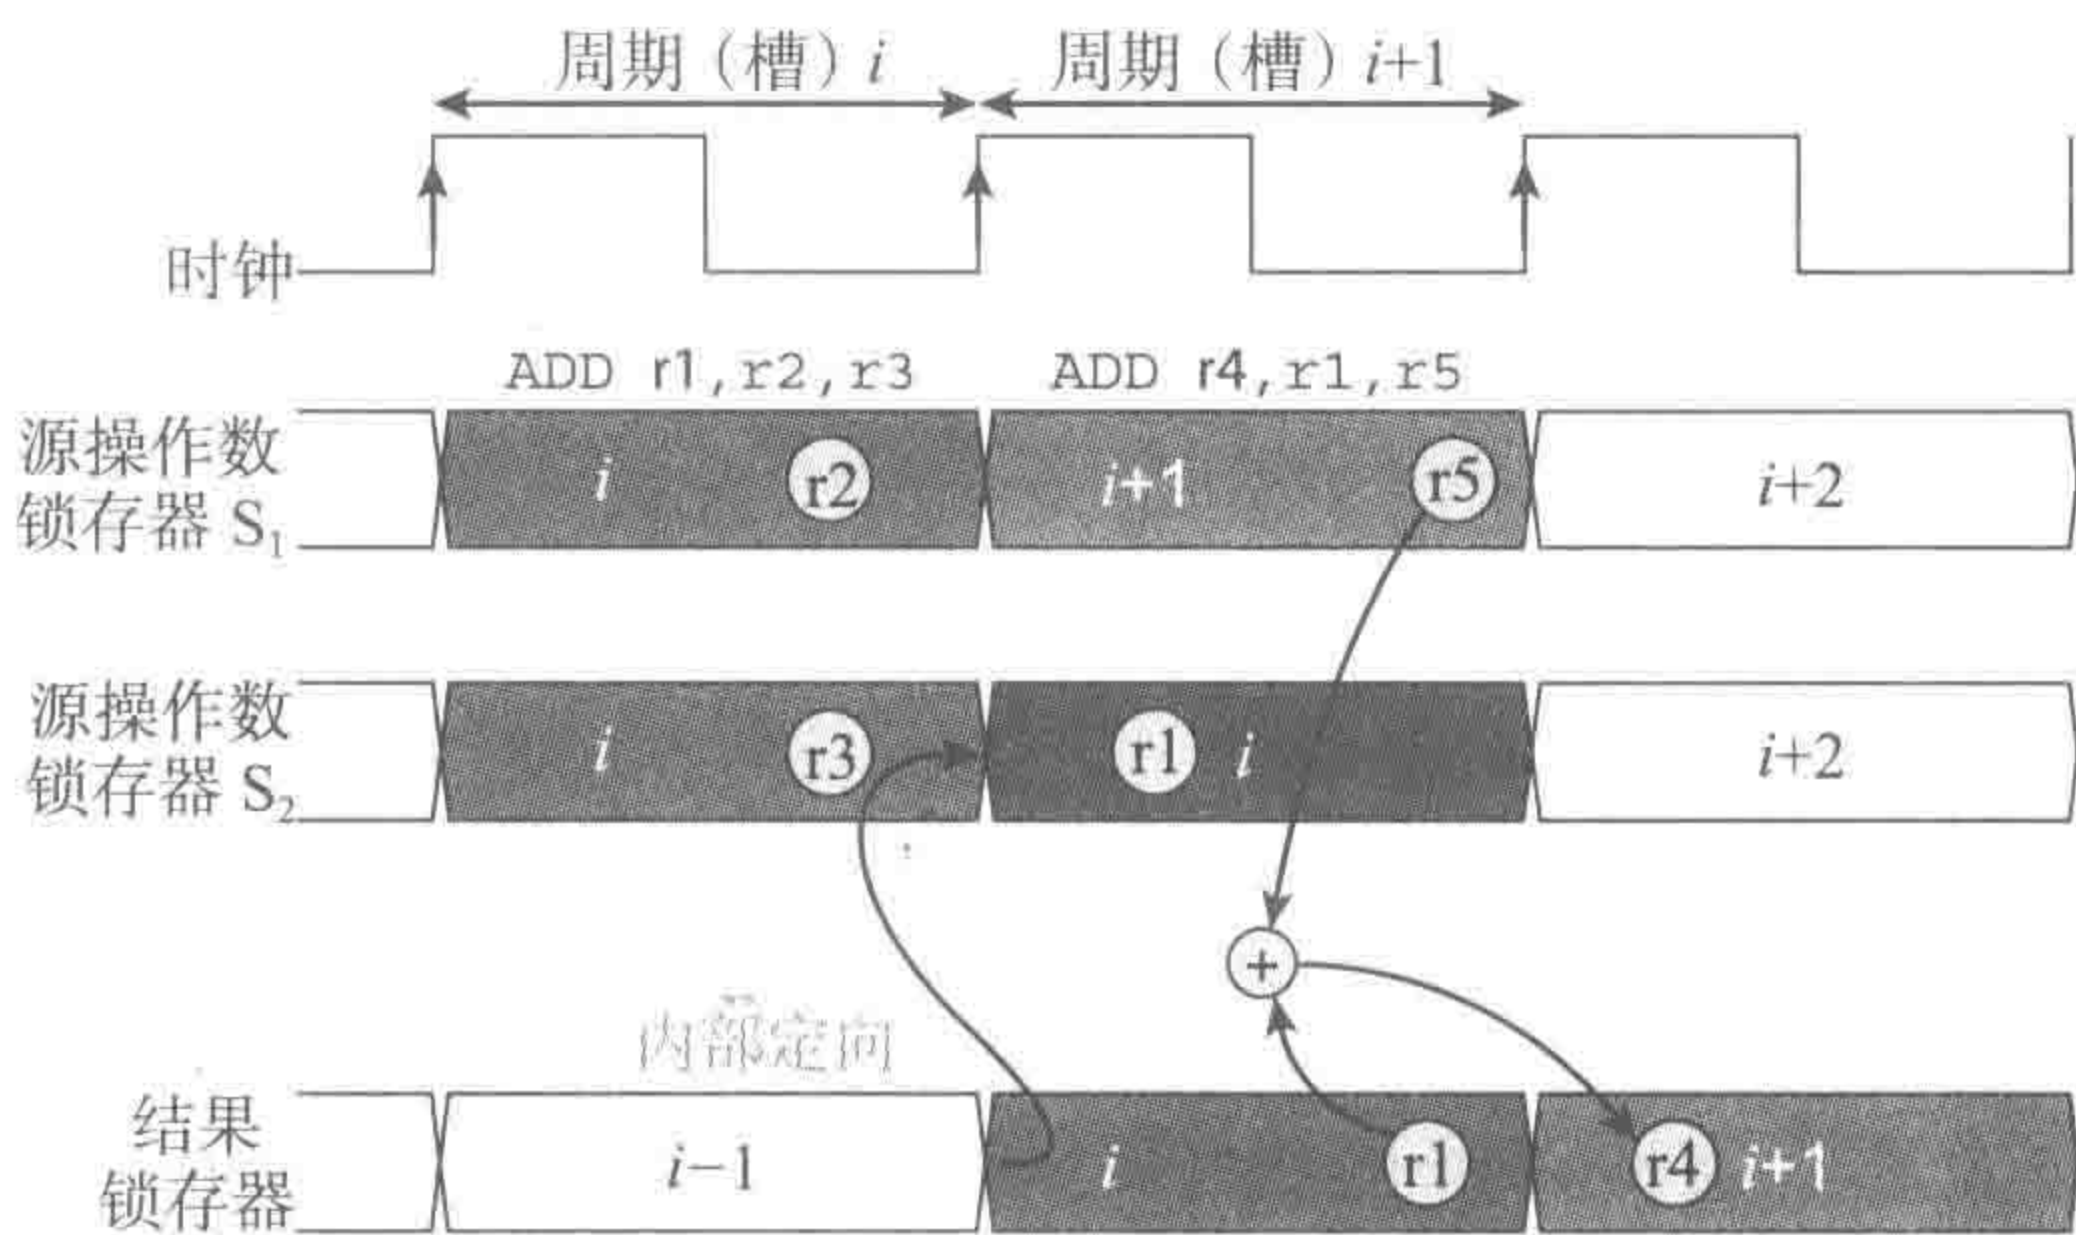 周期（槽）i 周期（槽）i+1
时钟
ADD r1,r2,r3 ADD r4,r1,r5
源操作数
锁存器 S₁
i r2 i+1 r5 i+2
源操作数
锁存器 S₂
i r3 r1 i i+2
+
内部定向
结果
锁存器
i−1 i r1 r4 i+1